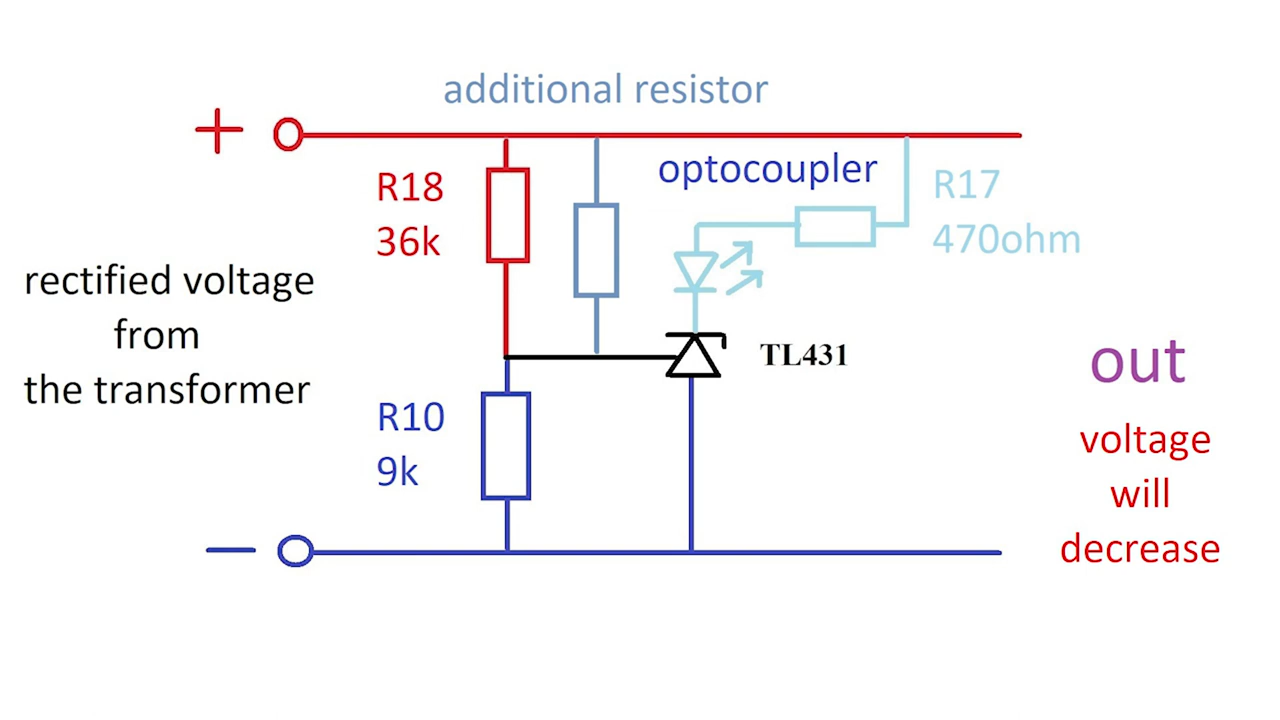 additional resistor
+
optocoupler
R18
36k
R17
470ohm
rectified voltage
from
the transformer
TL431
out
R10
9k
voltage
will
decrease
−